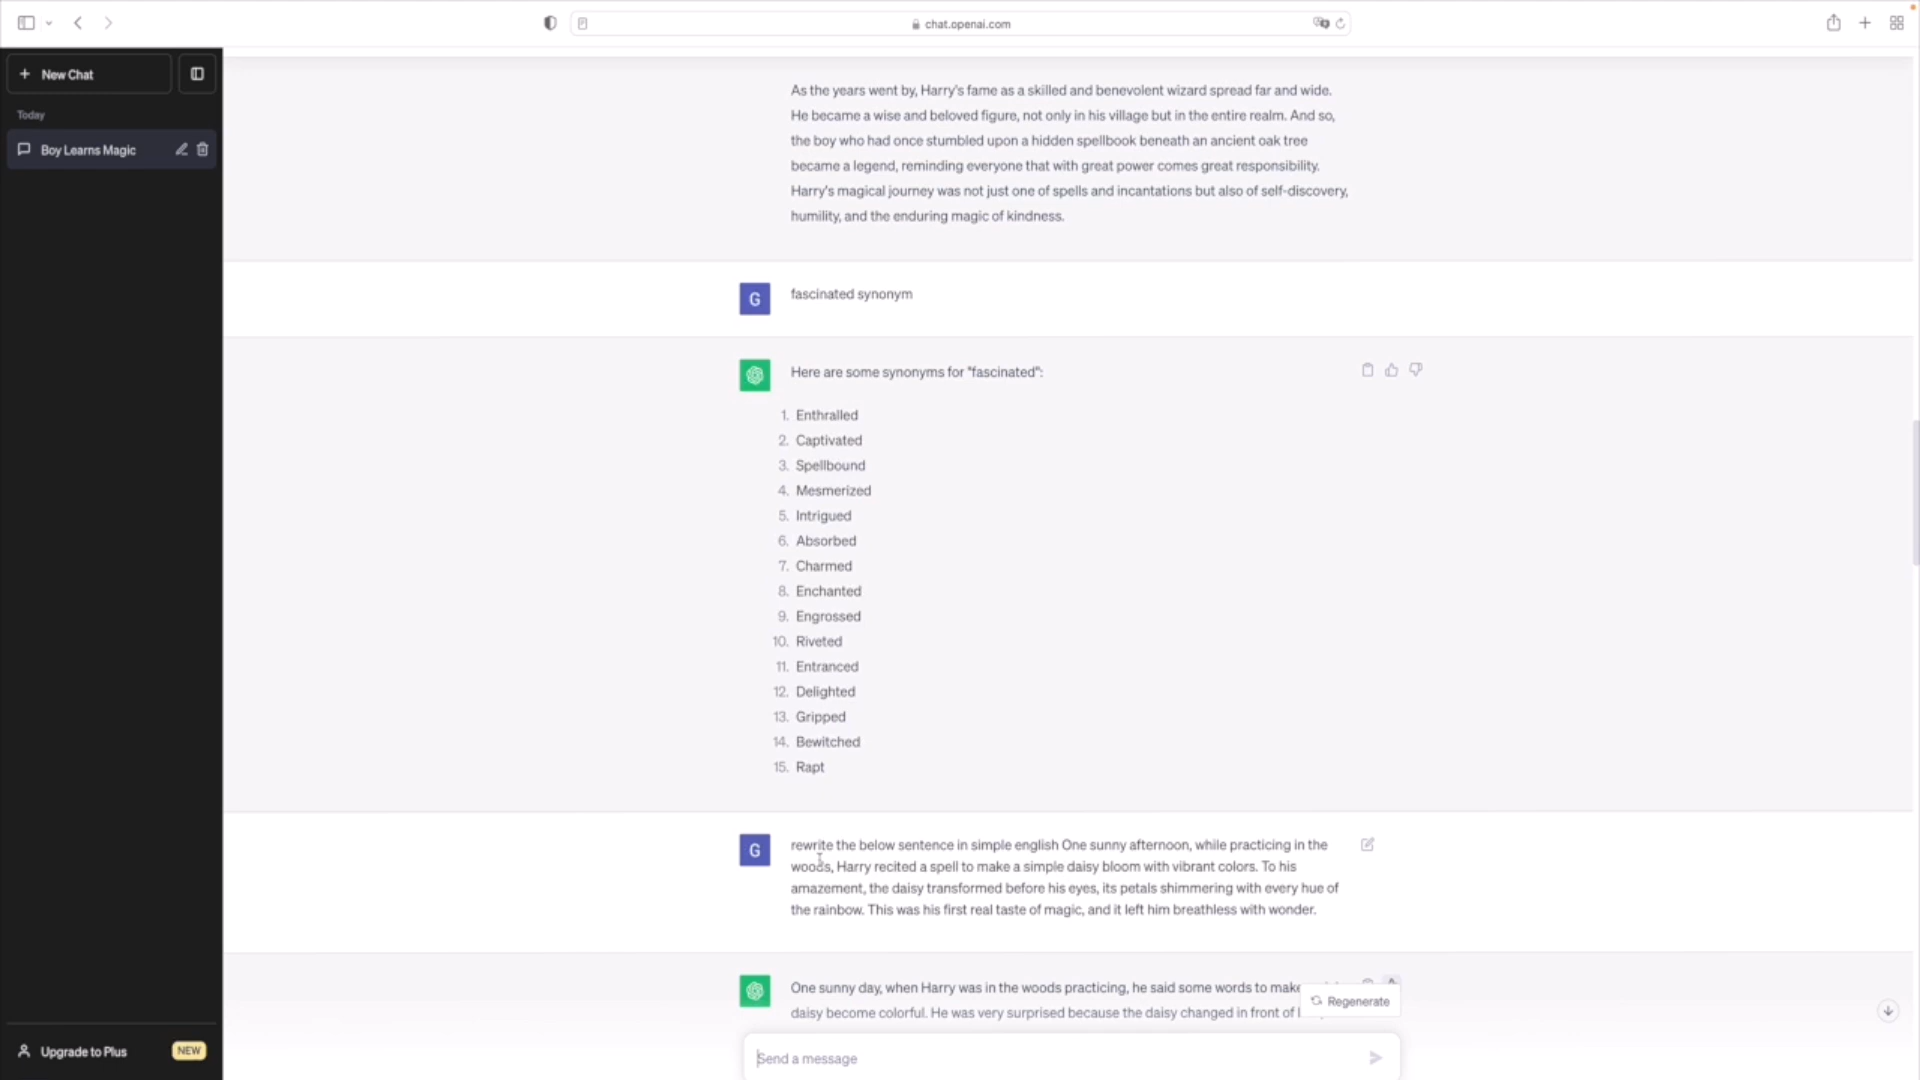 chat.openai.com
New Chat
Today
Boy Learns Magic
As the years went by, Harry's fame as a skilled and benevolent wizard spread far and wide.
He became a wise and beloved figure, not only in his village but in the entire realm. And so,
the boy who had once stumbled upon a hidden spellbook beneath an ancient oak tree
became a legend, reminding everyone that with great power comes great responsibility.
Harry's magical journey was not just one of spells and incantations but also of self-discovery,
humility, and the enduring magic of kindness.
G
fascinated synonym
Here are some synonyms for "fascinated":
1. Enthralled
2. Captivated
3. Spellbound
4. Mesmerized
5. Intrigued
6. Absorbed
7. Charmed
8. Enchanted
9. Engrossed
10. Riveted
11. Entranced
12. Delighted
13. Gripped
14. Bewitched
15. Rapt
G
rewrite the below sentence in simple english One sunny afternoon, while practicing in the
woods, Harry recited a spell to make a simple daisy bloom with vibrant colors. To his
amazement, the daisy transformed before his eyes, its petals shimmering with every hue of
the rainbow. This was his first real taste of magic, and it left him breathless with wonder.
One sunny day, when Harry was in the woods practicing, he said some words to make
daisy become colorful. He was very surprised because the daisy changed in front of
Regenerate
Send a message
Upgrade to Plus
NEW